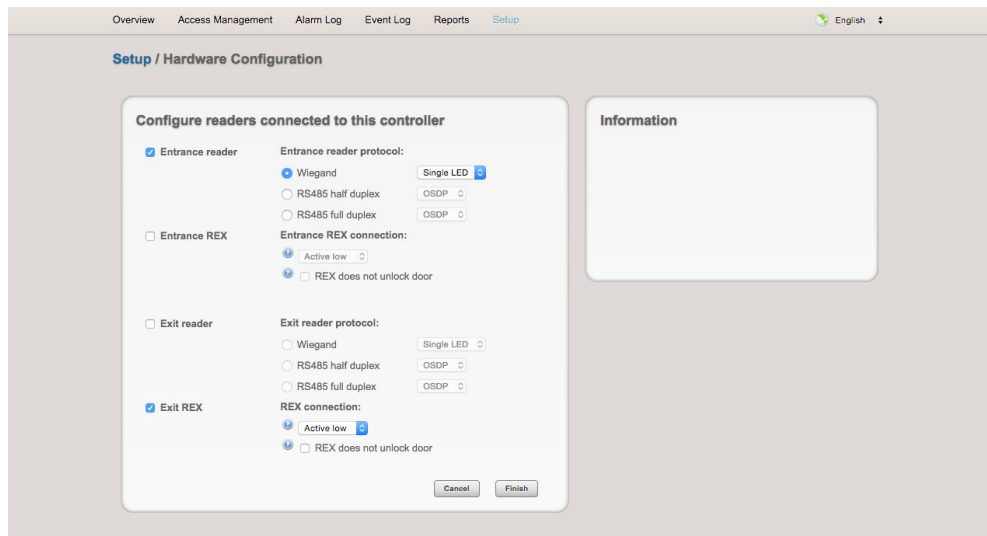 Overview Access Management Alarm Log Event Log Reports Setup English
Setup / Hardware Configuration
Configure readers connected to this controller
Entrance reader Entrance reader protocol:
Wiegand Single LED
RS485 half duplex OSDP
RS485 full duplex OSDP
Entrance REX Entrance REX connection:
Active low
REX does not unlock door
Exit reader Exit reader protocol:
Wiegand Single LED
RS485 half duplex OSDP
RS485 full duplex OSDP
Exit REX REX connection:
Active low
REX does not unlock door
Cancel Finish
Information